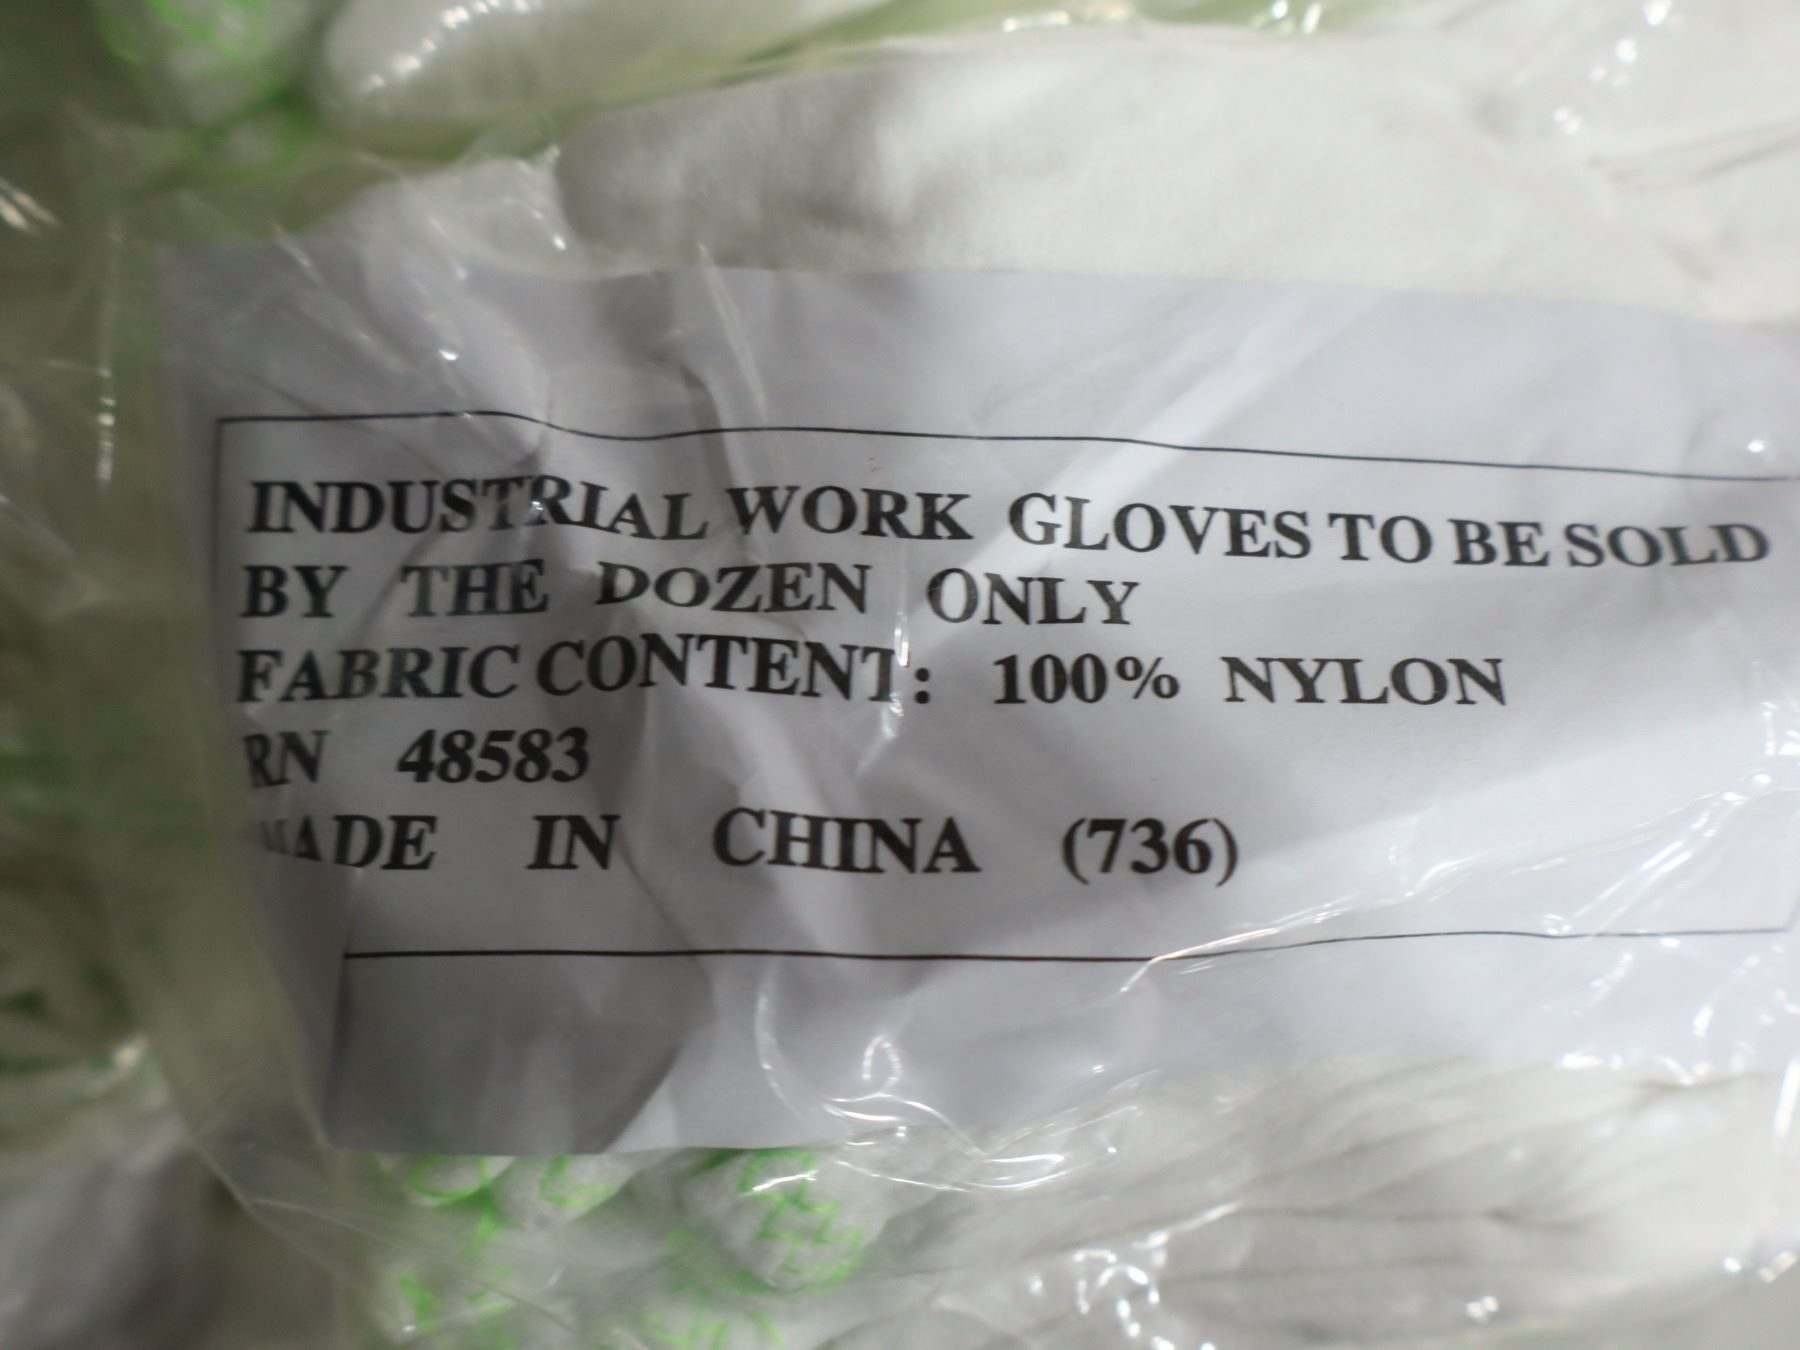 INDUSTRIAL WORK GLOVES TO BE SOLD
BY THE DOZEN ONLY
FABRIC CONTENT: 100% NYLON
RN 48583
MADE IN CHINA (736)